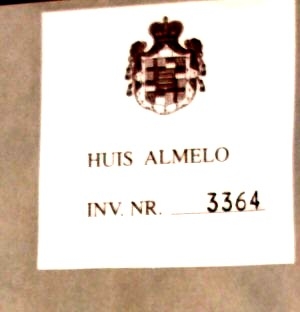 HUIS ALMELO
INV. NR. 3364